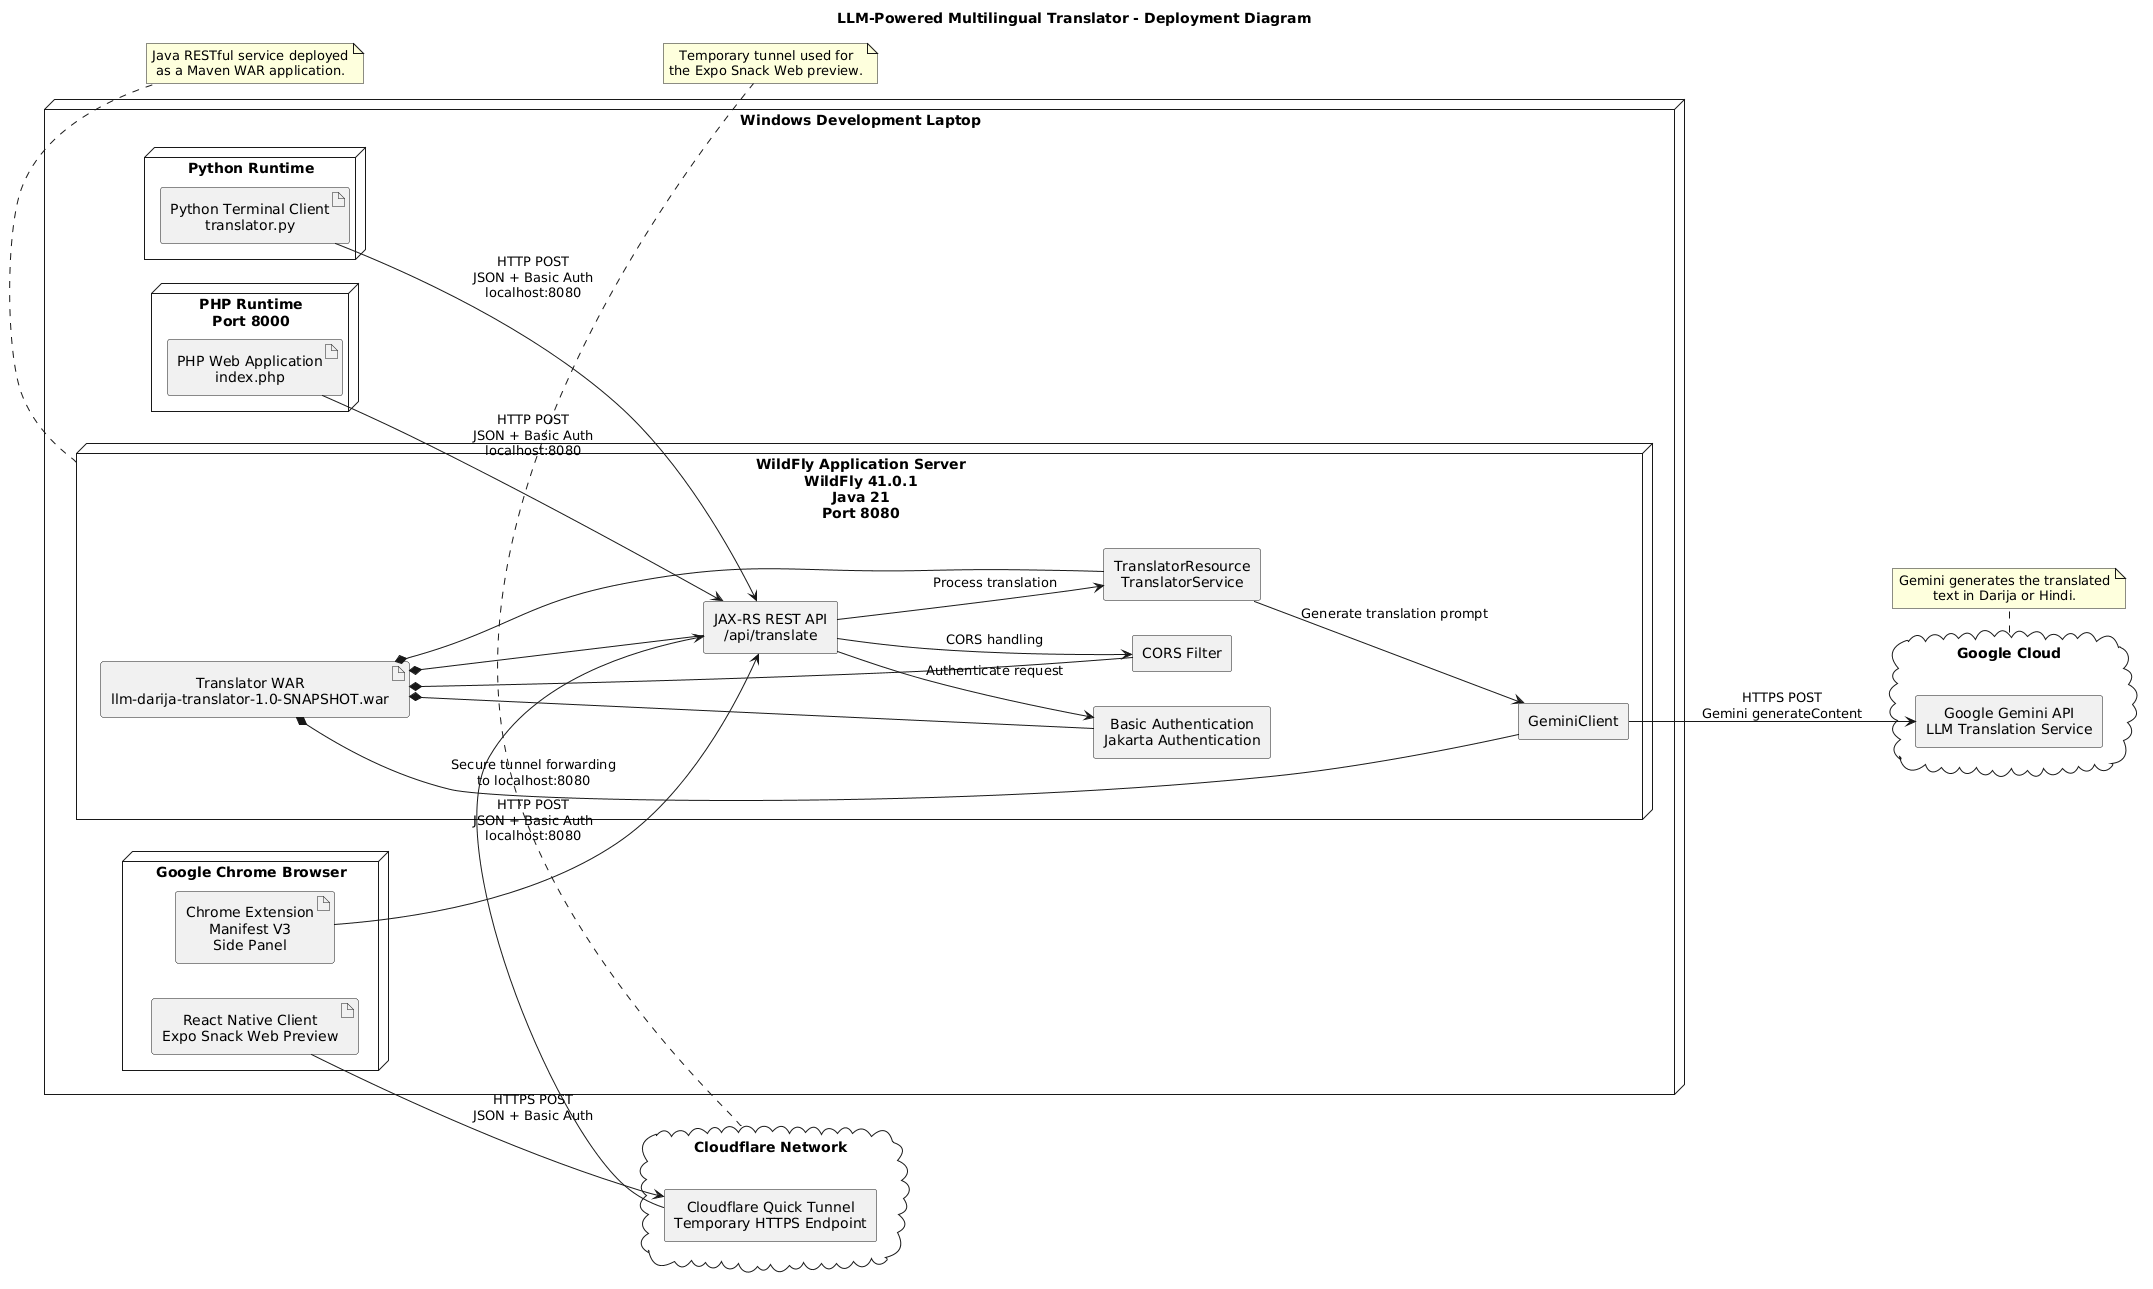 LLM-Powered Multilingual Translator - Deployment Diagram
Java RESTful service deployed
as a Maven WAR application.
Temporary tunnel used for
the Expo Snack Web preview.
Windows Development Laptop
Python Runtime
Python Terminal Client
translator.py
HTTP POST
JSON + Basic Auth
localhost:8080
PHP Runtime
Port 8000
PHP Web Application
index.php
HTTP POST
JSON + Basic Auth
localhost:8080
WildFly Application Server
WildFly 41.0.1
Java 21
Port 8080
TranslatorResource
TranslatorService
Process translation
JAX-RS REST API
/api/translate
Generate translation prompt
CORS handling
CORS Filter
Authenticate request
Translator WAR
llm-darija-translator-1.0-SNAPSHOT.war
Basic Authentication
Jakarta Authentication
GeminiClient
HTTPS POST
Gemini generateContent
Gemini generates the translated
text in Darija or Hindi.
Google Cloud
Google Gemini API
LLM Translation Service
Secure tunnel forwarding
to localhost:8080
HTTP POST
JSON + Basic Auth
localhost:8080
Google Chrome Browser
Chrome Extension
Manifest V3
Side Panel
React Native Client
Expo Snack Web Preview
HTTPS POST
JSON + Basic Auth
Cloudflare Network
Cloudflare Quick Tunnel
Temporary HTTPS Endpoint